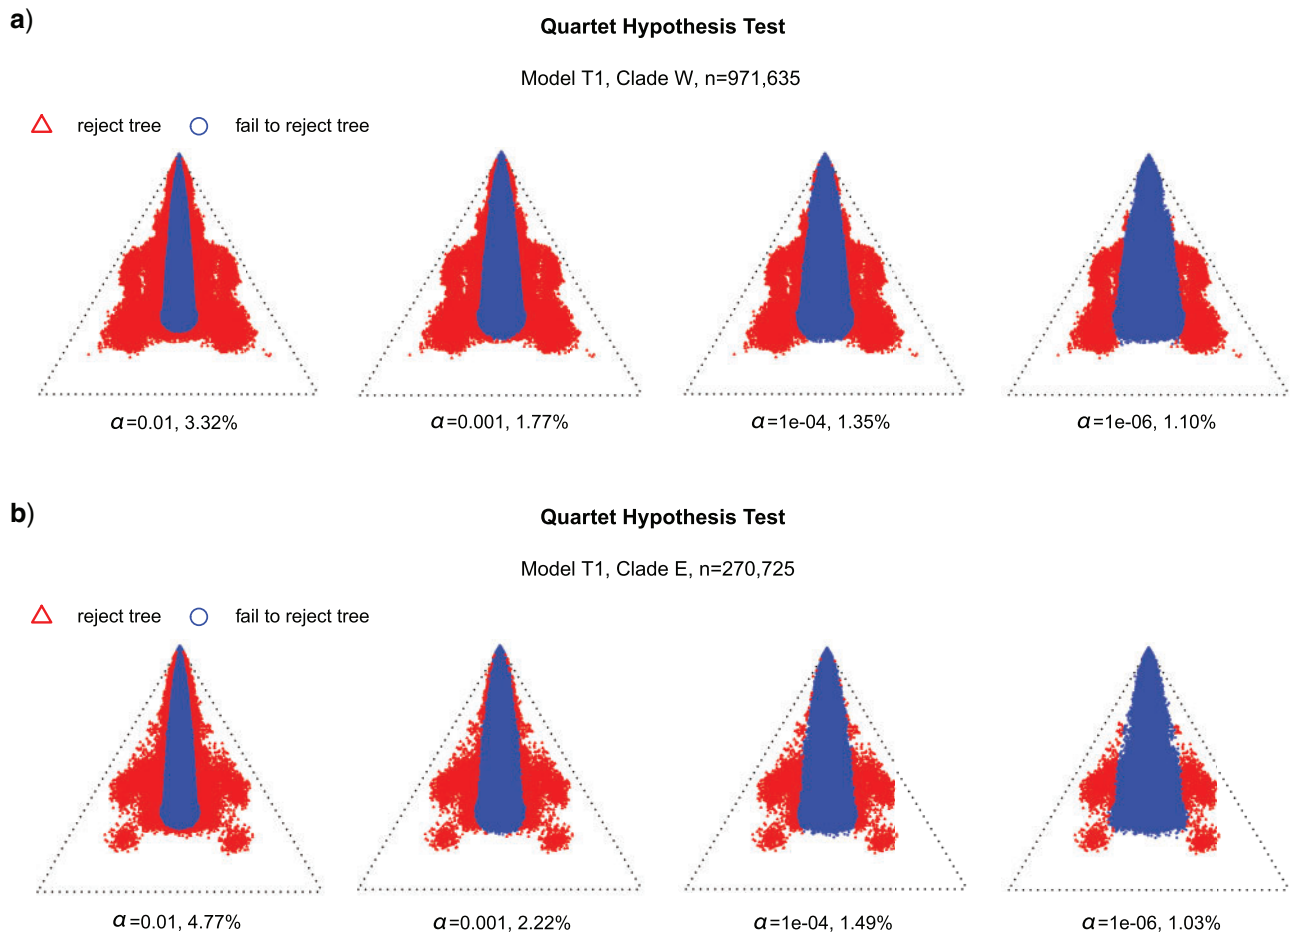 a)
Quartet Hypothesis Test
Model T1, Clade W, n=971,635
reject tree fail to reject tree
α=0.01, 3.32% α=0.001, 1.77% α=1e-04, 1.35% α=1e-06, 1.10%
b)
Quartet Hypothesis Test
Model T1, Clade E, n=270,725
reject tree fail to reject tree
α=0.01, 4.77% α=0.001, 2.22% α=1e-04, 1.49% α=1e-06, 1.03%